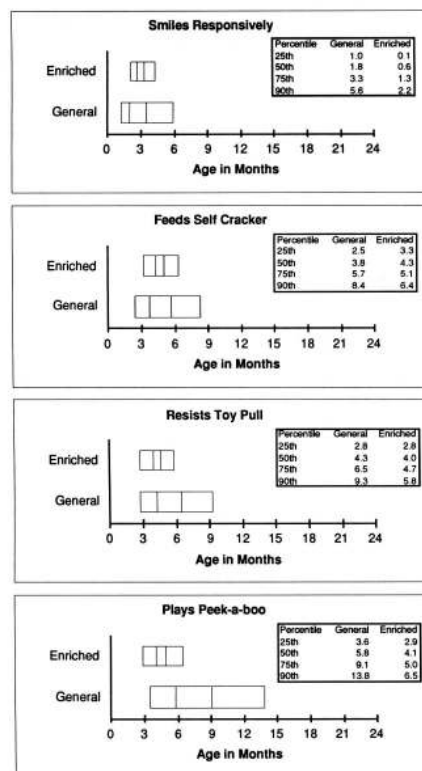 Smiles Responsively
Percentile General Enriched
25th 1.0 0.1
50th 1.8 0.6
75th 3.3 1.3
90th 5.6 2.2
Enriched
General
0 3 6 9 12 15 18 21 24
Age in Months
Feeds Self Cracker
Percentile General Enriched
25th 2.5 3.3
50th 3.8 4.3
75th 5.7 5.1
90th 8.4 6.4
Enriched
General
0 3 6 9 12 15 18 21 24
Age in Months
Resists Toy Pull
Percentile General Enriched
25th 2.8 2.8
50th 4.3 4.0
75th 6.5 4.7
90th 9.3 5.8
Enriched
General
0 3 6 9 12 15 18 21 24
Age in Months
Plays Peek-a-boo
Percentile General Enriched
25th 3.6 2.9
50th 5.8 4.1
75th 9.1 5.0
90th 13.8 6.5
Enriched
General
0 3 6 9 12 15 18 21 24
Age in Months